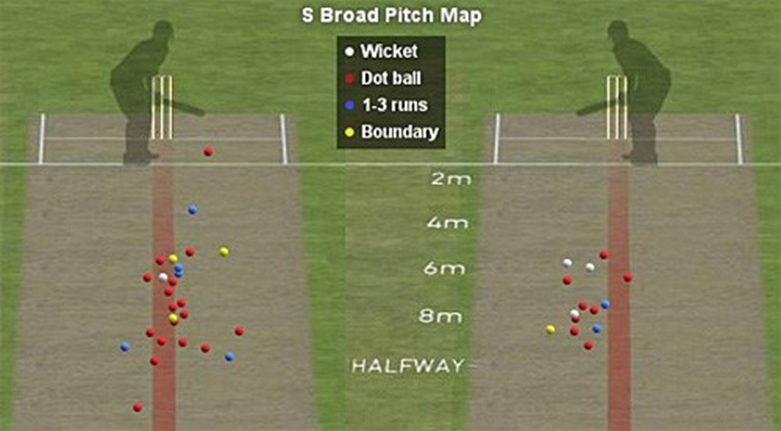 S Broad Pitch Map
Wicket
Dot ball
1-3 runs
Boundary
2m
4m
6m
8m
HALFWAY